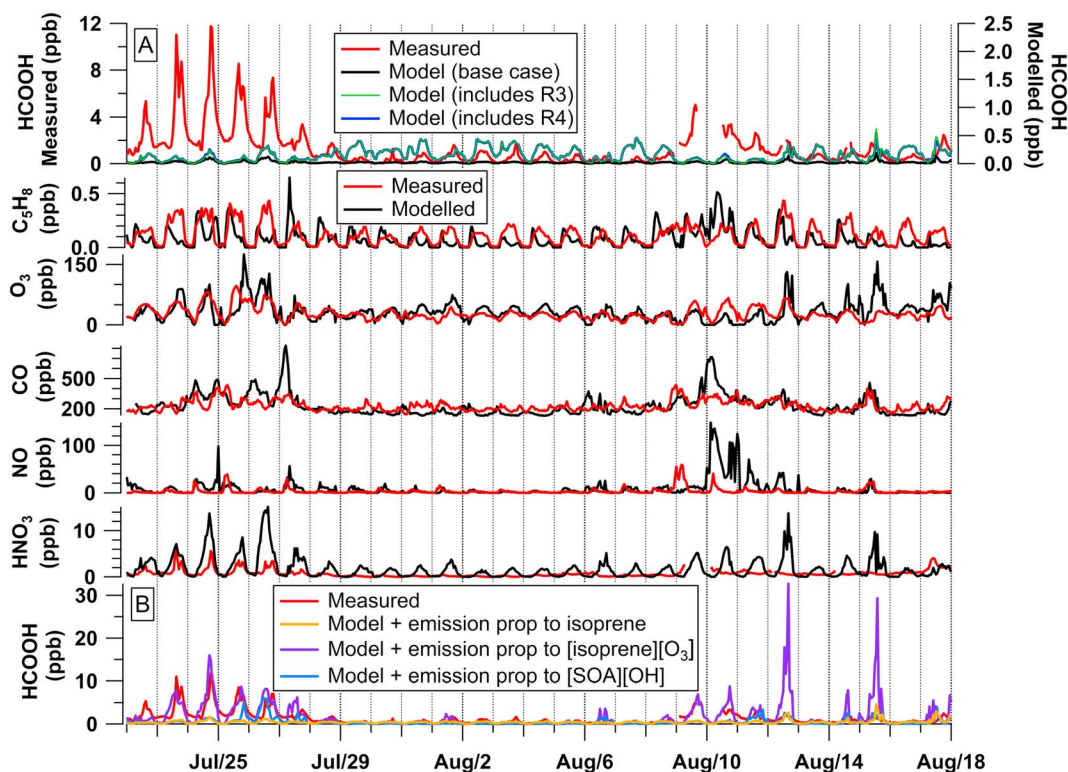 A
HCOOH
Measured (ppb)
12
8
4
0
Measured
Model (base case)
Model (includes R3)
Model (includes R4)
2.5
2.0
1.5
1.0
0.5
0.0
HCOOH
Modelled (ppb)
C5H8
(ppb)
0.5
0.0
Measured
Modelled
O3
(ppb)
150
0
CO
(ppb)
500
200
NO
(ppb)
100
0
HNO3
(ppb)
10
0
B
HCOOH
(ppb)
30
20
10
0
Measured
Model + emission prop to isoprene
Model + emission prop to [isoprene][O3]
Model + emission prop to [SOA][OH]
Jul/25 Jul/29 Aug/2 Aug/6 Aug/10 Aug/14 Aug/18